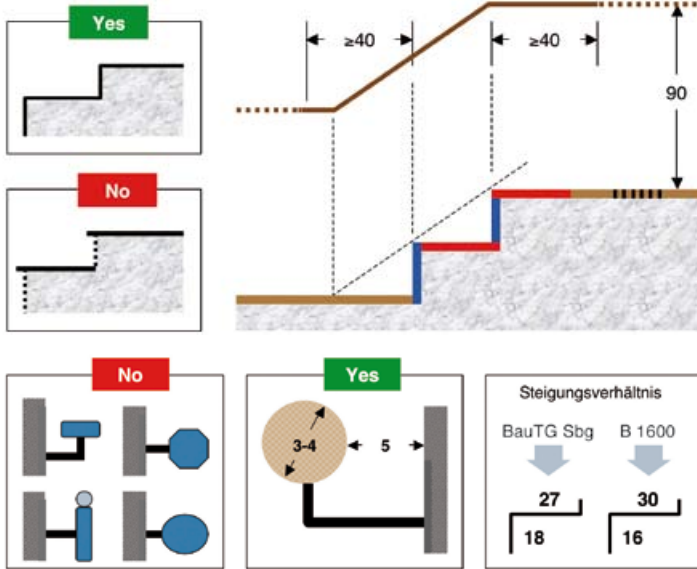 Yes
≥40
≥40
90
No
No
Yes
3-4
5
Steigungsverhältnis
BauTG Sbg
B 1600
27
30
18
16